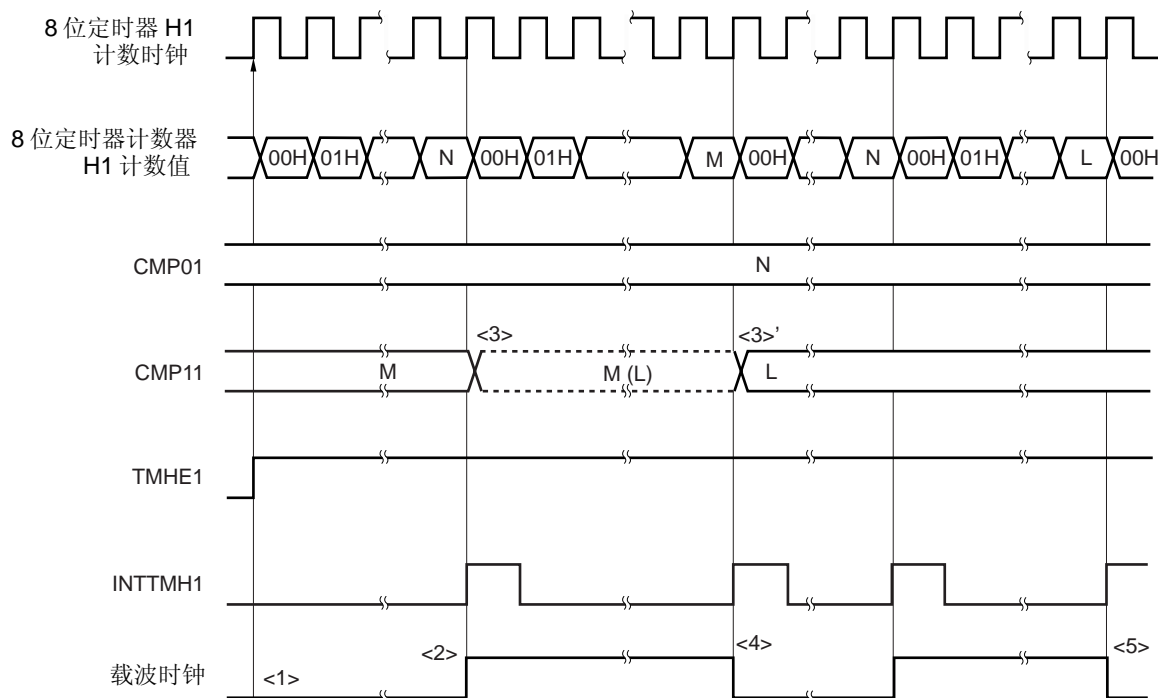 8 位定时器 H1
计数时钟
8 位定时器计数器
H1 计数值
00H 01H N 00H 01H M 00H N 00H 01H L 00H
CMP01
N
<3> <3>’
CMP11
M M (L) L
TMHE1
INTTMH1
<2> <4> <5>
载波时钟
<1>